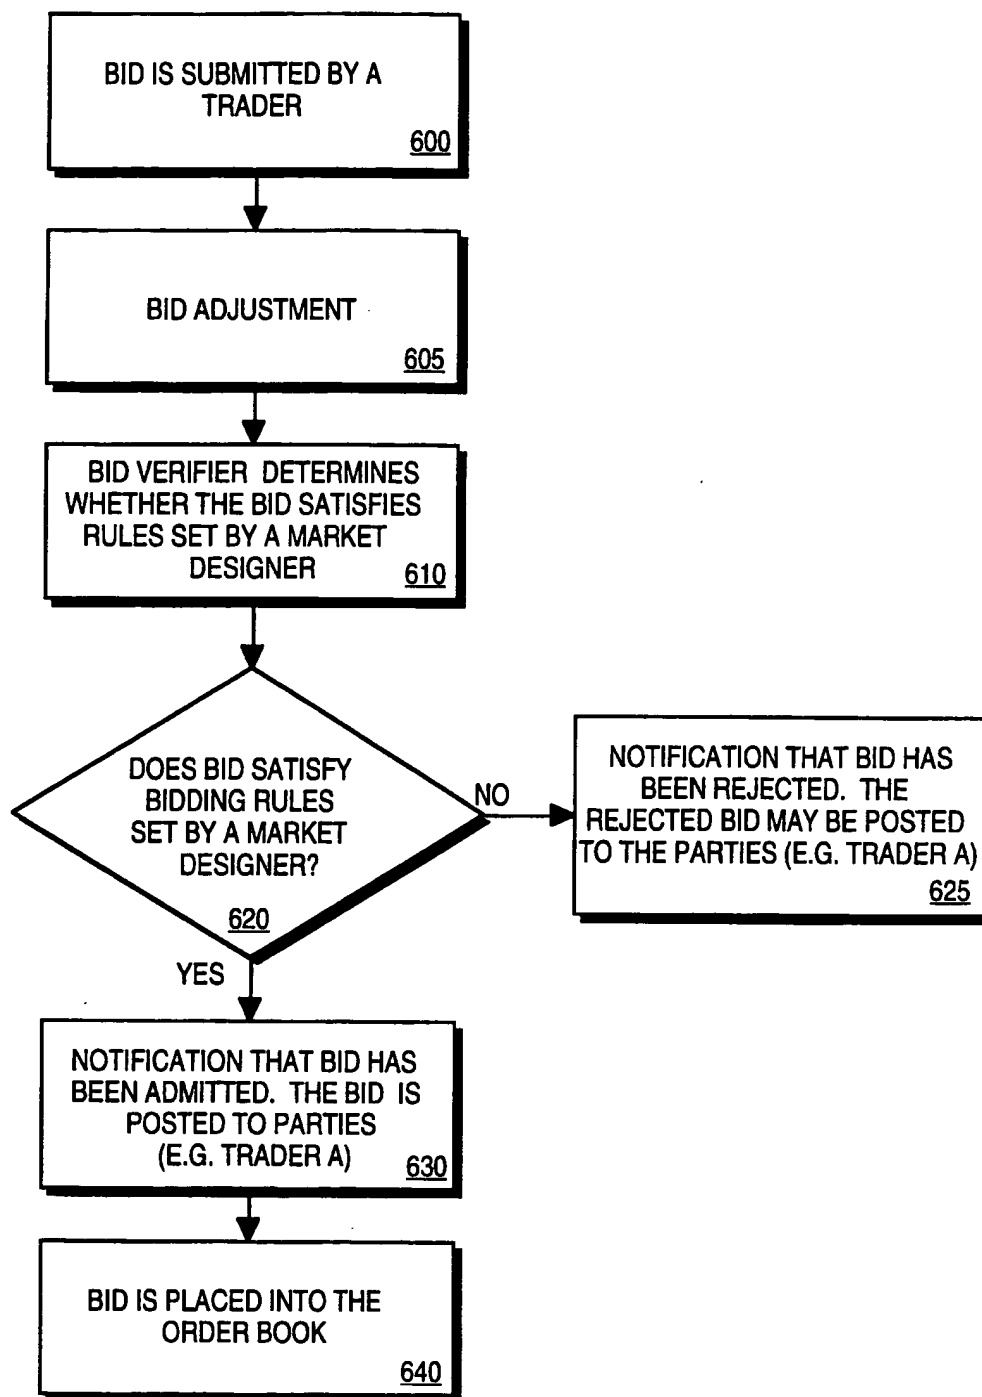 BID IS SUBMITTED BY A
TRADER
600
BID ADJUSTMENT
605
BID VERIFIER DETERMINES
WHETHER THE BID SATISFIES
RULES SET BY A MARKET
DESIGNER
610
DOES BID SATISFY
BIDDING RULES
SET BY A MARKET
DESIGNER?
620
NO
NOTIFICATION THAT BID HAS
BEEN REJECTED. THE
REJECTED BID MAY BE POSTED
TO THE PARTIES (E.G. TRADER A)
625
YES
NOTIFICATION THAT BID HAS
BEEN ADMITTED. THE BID IS
POSTED TO PARTIES
(E.G. TRADER A)
630
BID IS PLACED INTO THE
ORDER BOOK
640